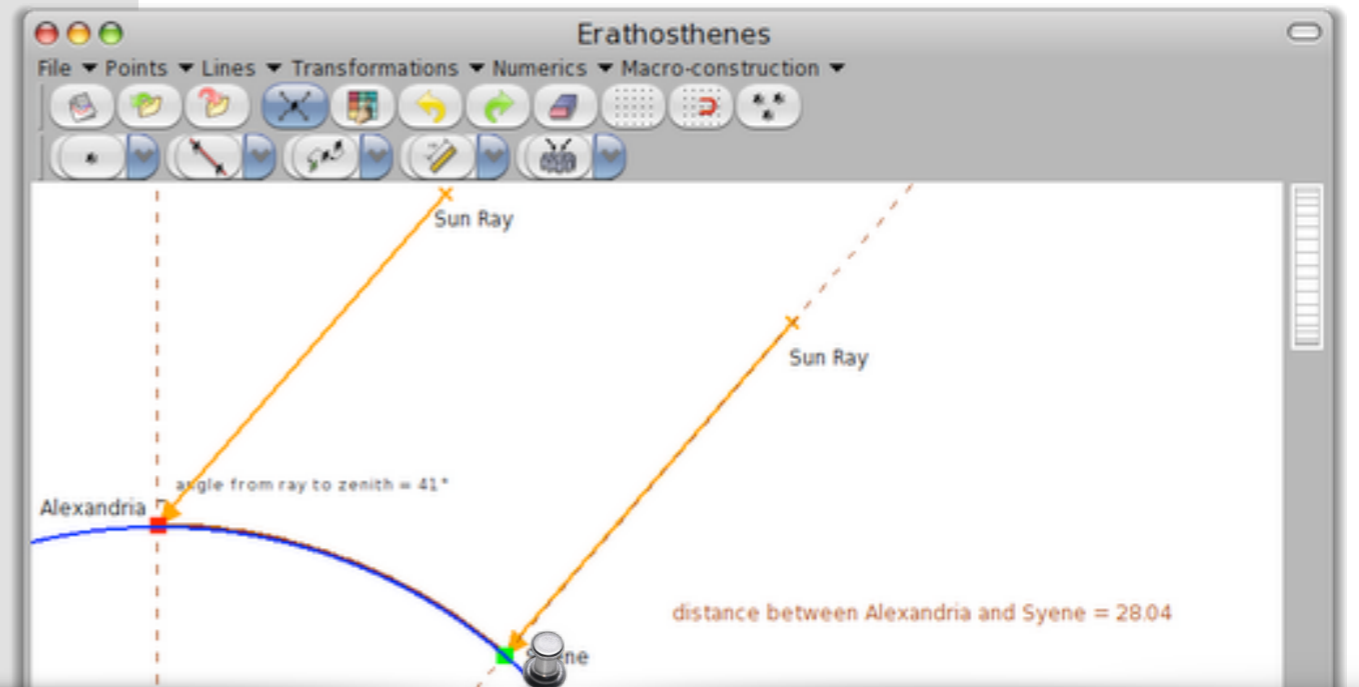 Erathosthenes
File Points Lines Transformations Numerics Macro-construction
Sun Ray
Sun Ray
angle from ray to zenith = 41°
Alexandria
distance between Alexandria and Syene = 28.04